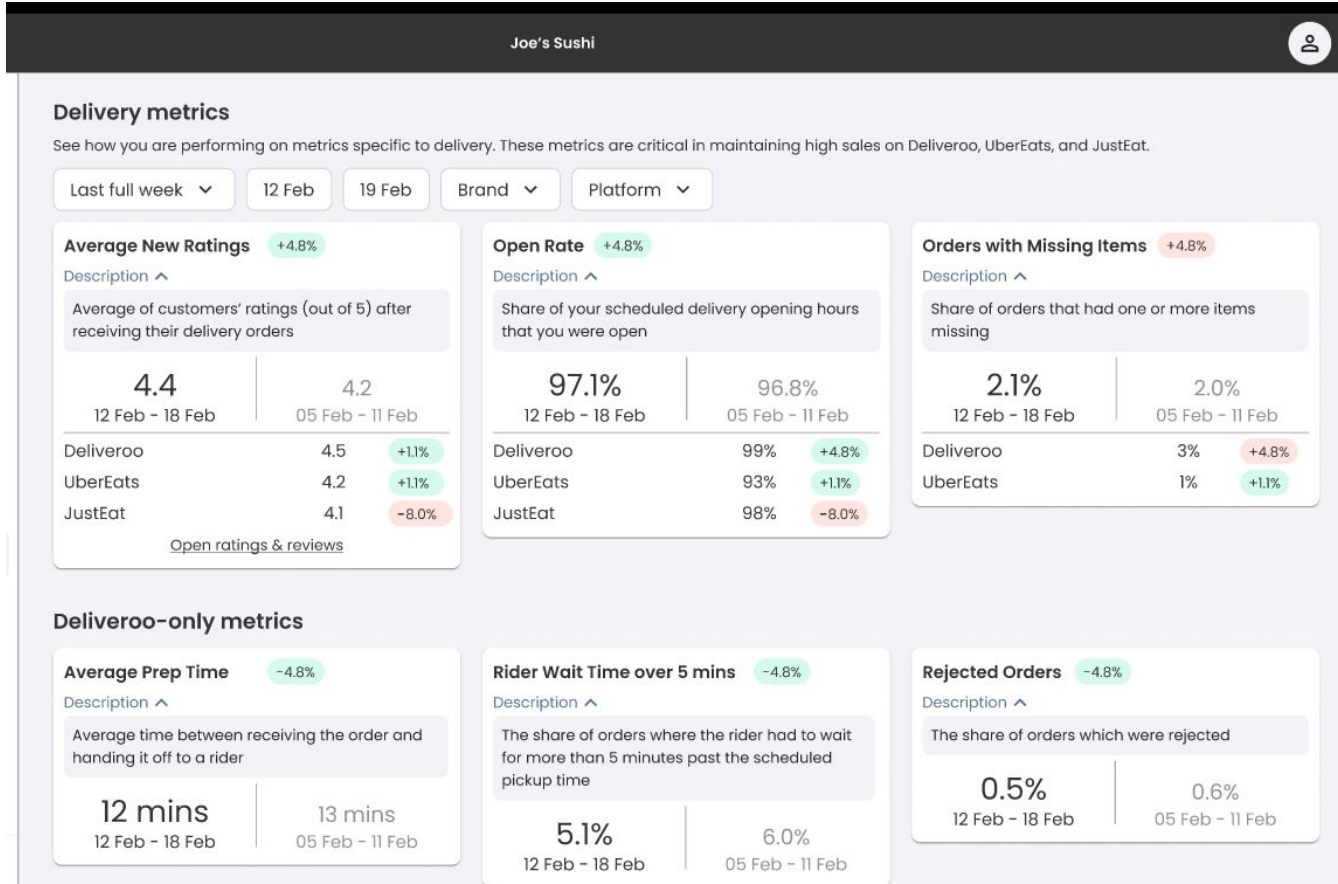 Joe's Sushi
Delivery metrics
See how you are performing on metrics specific to delivery. These metrics are critical in maintaining high sales on Deliveroo, UberEats, and JustEat.
Last full week
12 Feb
19 Feb
Brand
Platform
Average New Ratings +4.8%
Description
Average of customers' ratings (out of 5) after
receiving their delivery orders
4.4
12 Feb - 18 Feb
4.2
05 Feb - 11 Feb
Deliveroo 4.5 +1.1%
UberEats 4.2 +1.1%
JustEat 4.1 -8.0%
Open ratings & reviews
Open Rate +4.8%
Description
Share of your scheduled delivery opening hours
that you were open
97.1%
12 Feb - 18 Feb
96.8%
05 Feb - 11 Feb
Deliveroo 99% +4.8%
UberEats 93% +1.1%
JustEat 98% -8.0%
Orders with Missing Items +4.8%
Description
Share of orders that had one or more items
missing
2.1%
12 Feb - 18 Feb
2.0%
05 Feb - 11 Feb
Deliveroo 3% +4.8%
UberEats 1% +1.1%
Deliveroo-only metrics
Average Prep Time -4.8%
Description
Average time between receiving the order and
handing it off to a rider
12 mins
12 Feb - 18 Feb
13 mins
05 Feb - 11 Feb
Rider Wait Time over 5 mins -4.8%
Description
The share of orders where the rider had to wait
for more than 5 minutes past the scheduled
pickup time
5.1%
12 Feb - 18 Feb
6.0%
05 Feb - 11 Feb
Rejected Orders -4.8%
Description
The share of orders which were rejected
0.5%
12 Feb - 18 Feb
0.6%
05 Feb - 11 Feb